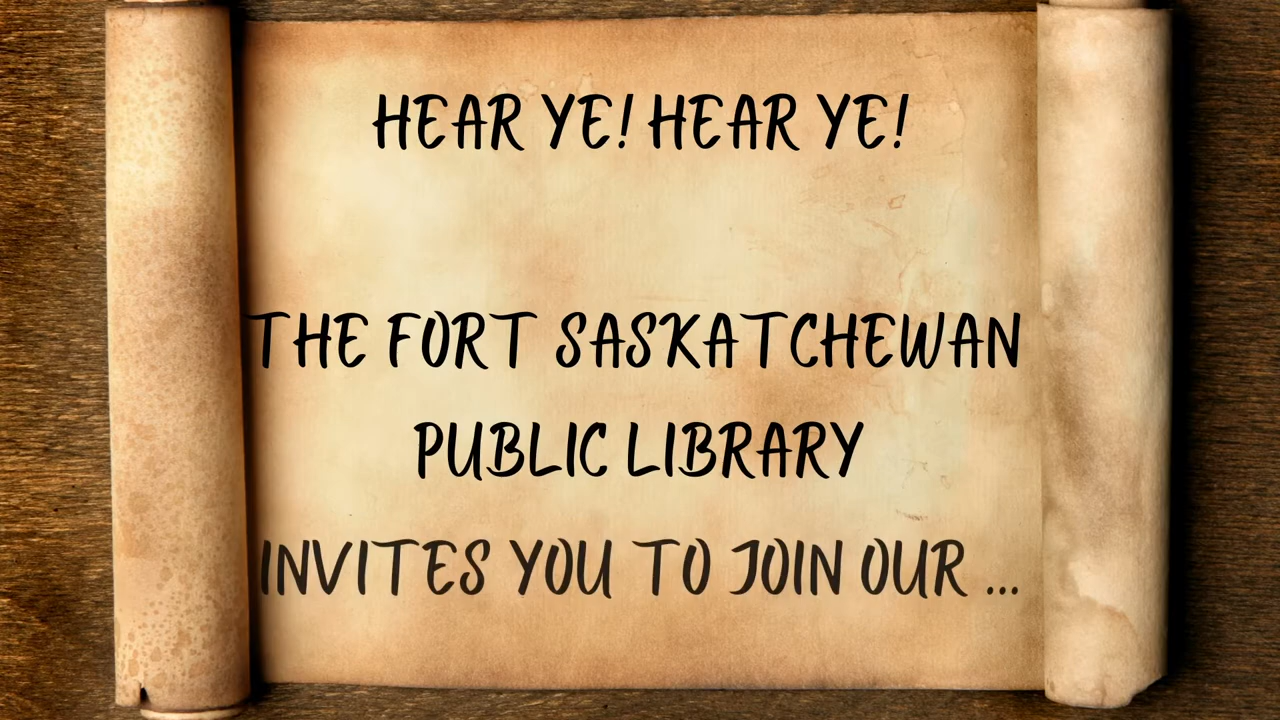 HEAR YE! HEAR YE!
THE FORT SASKATCHEWAN
PUBLIC LIBRARY
INVITES YOU TO JOIN OUR ...